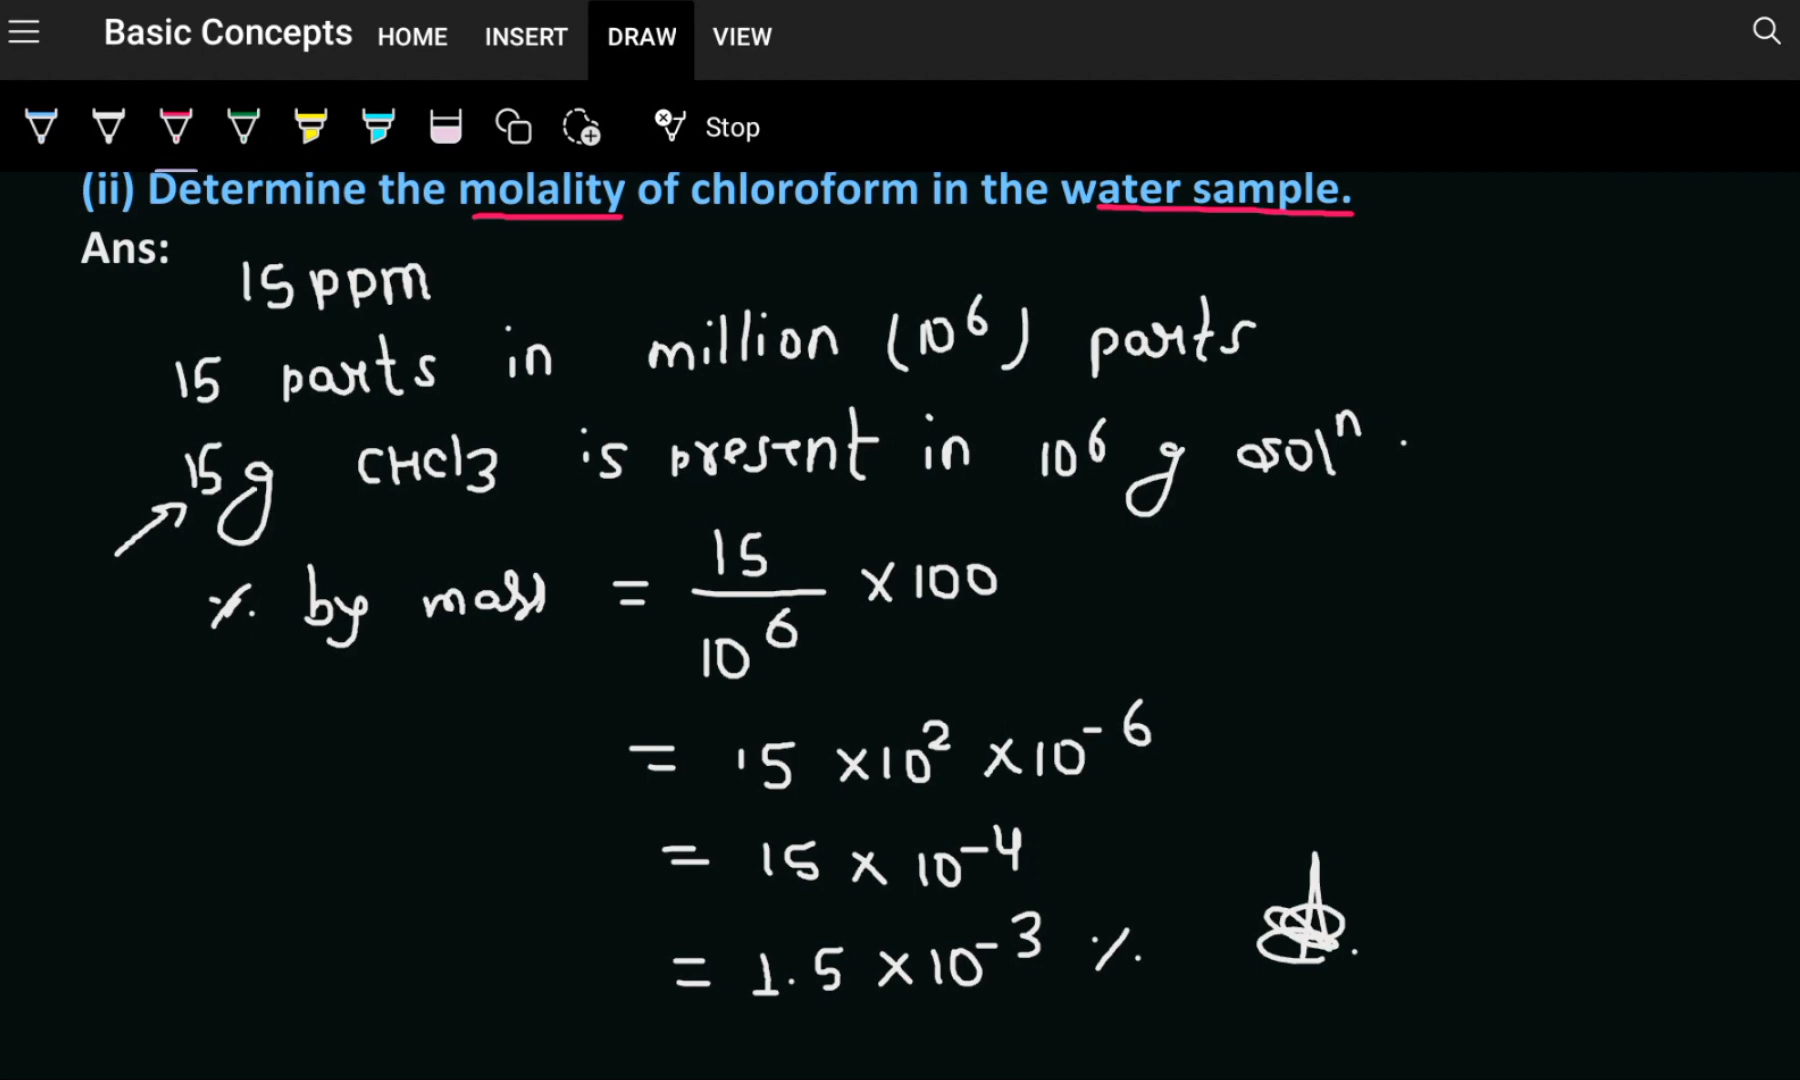 Basic Concepts HOME INSERT DRAW VIEW
Stop
(ii) Determine the molality of chloroform in the water sample.
Ans:
15 ppm
15 parts in million (10⁶) parts
15g CHCl3 is present in 10⁶ g solⁿ.
% by mass = 15/10⁶ × 100
= 15 × 10² × 10⁻⁶
= 15 × 10⁻⁴
= 1.5 × 10⁻³ %.